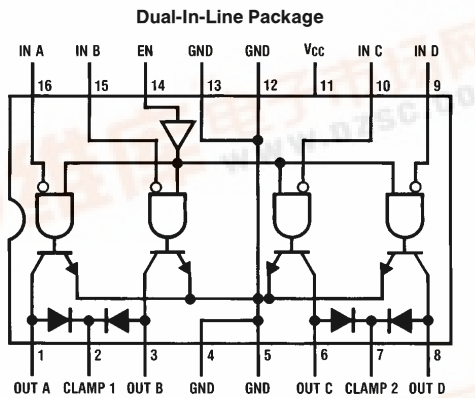 Dual-In-Line Package
IN A IN B EN GND GND VCC IN C IN D
16 15 14 13 12 11 10 9
1 2 3 4 5 6 7 8
OUT A CLAMP 1 OUT B GND GND OUT C CLAMP 2 OUT D